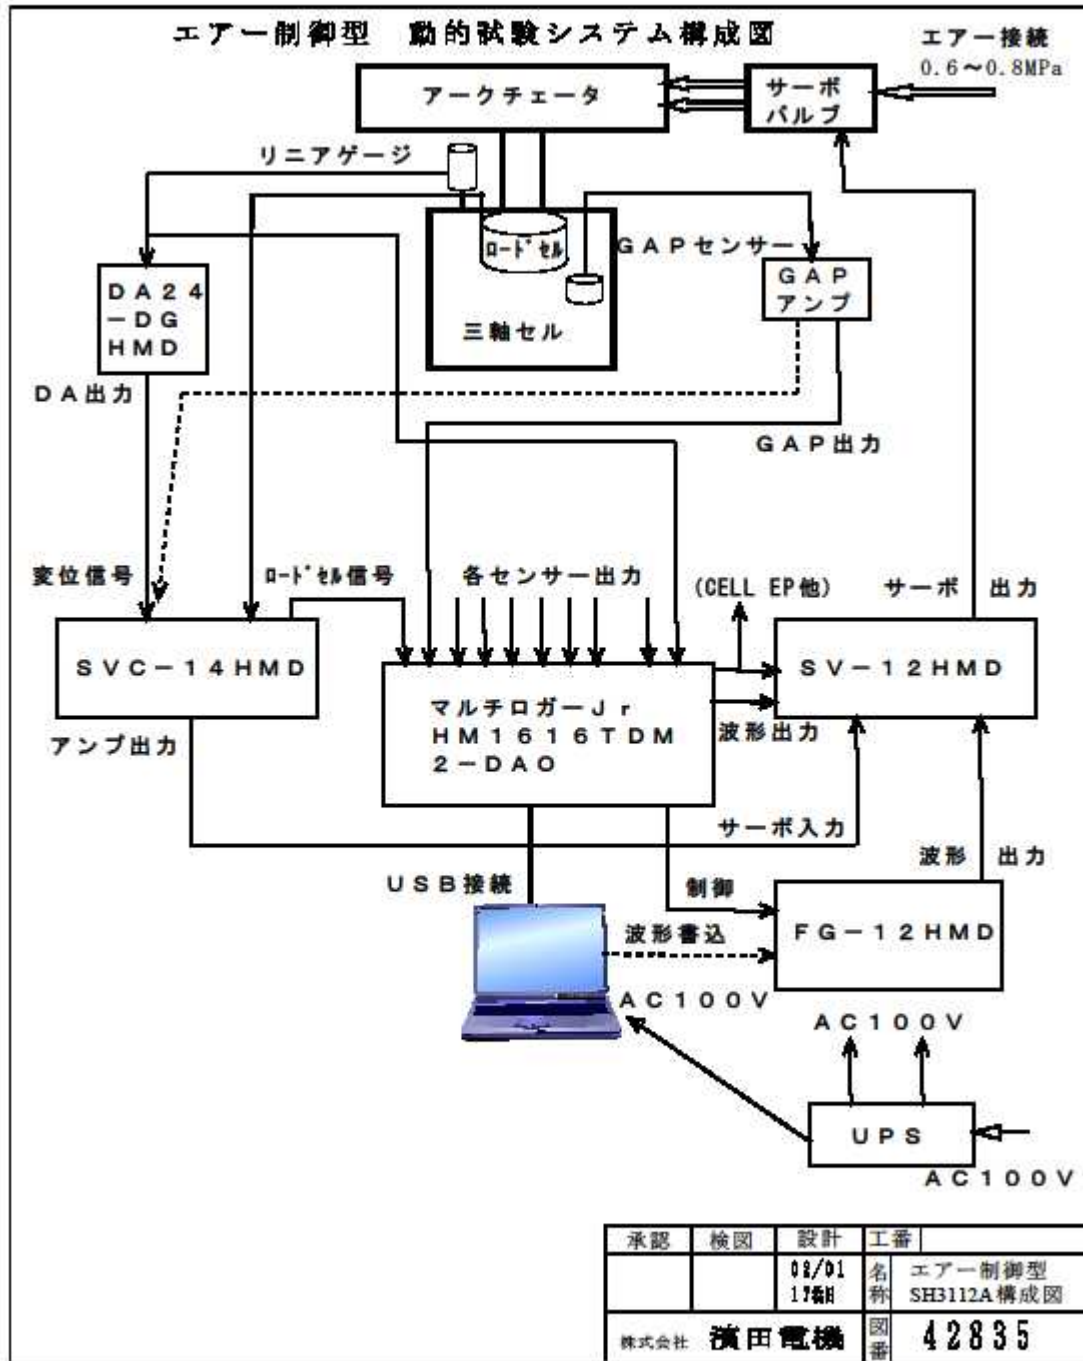 エアー制御型 動的試験システム構成図
エアー接続
0.6～0.8MPa
アークチェータ
サーボ
バルブ
リニアゲージ
ﾛｰﾄﾞｾﾙ
GAPセンサー
GAP
アンプ
DA24
-DG
HMD
三軸セル
DA出力
GAP出力
変位信号
ﾛｰﾄﾞｾﾙ信号
各センサー出力
(CELL EP他)
サーボ 出力
SVC-14HMD
SV-12HMD
マルチロガーJr
HM1616TDM
2-DAO
アンプ出力
波形出力
サーボ入力
波形 出力
USB接続
制御
FG-12HMD
波形書込
AC100V
AC100V
UPS
AC100V
承認 検図 設計 工番
08/01
名称
エアー制御型
SH3112A構成図
株式会社 濱田電機
図番
42835